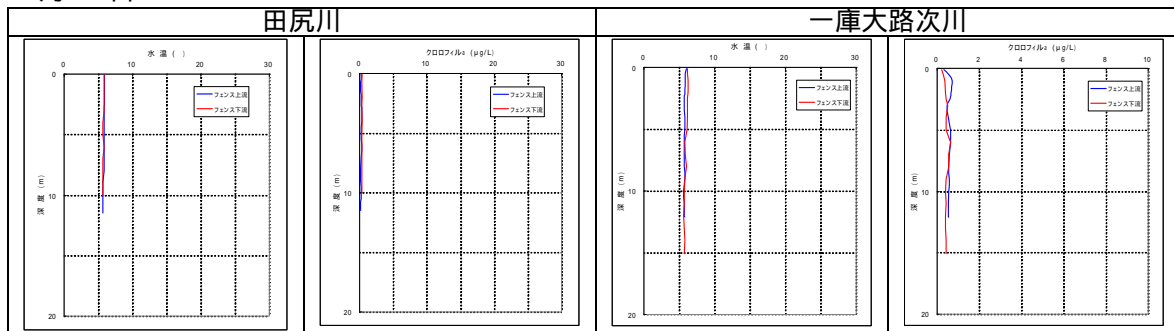 田尻川
一庫大路次川
水 温 ( )
0 10 20 30
0
10
20
深 度 (m)
フェンス上流
フェンス下流
クロロフィルa (μg/L)
0 5 10 15 20 25 30
0
10
20
深 度 (m)
フェンス上流
フェンス下流
水 温 ( )
0 10 20 30
0
10
20
深 度 (m)
フェンス上流
フェンス下流
クロロフィルa (μg/L)
0 2 4 6 8 10
0
10
20
深 度 (m)
フェンス上流
フェンス下流